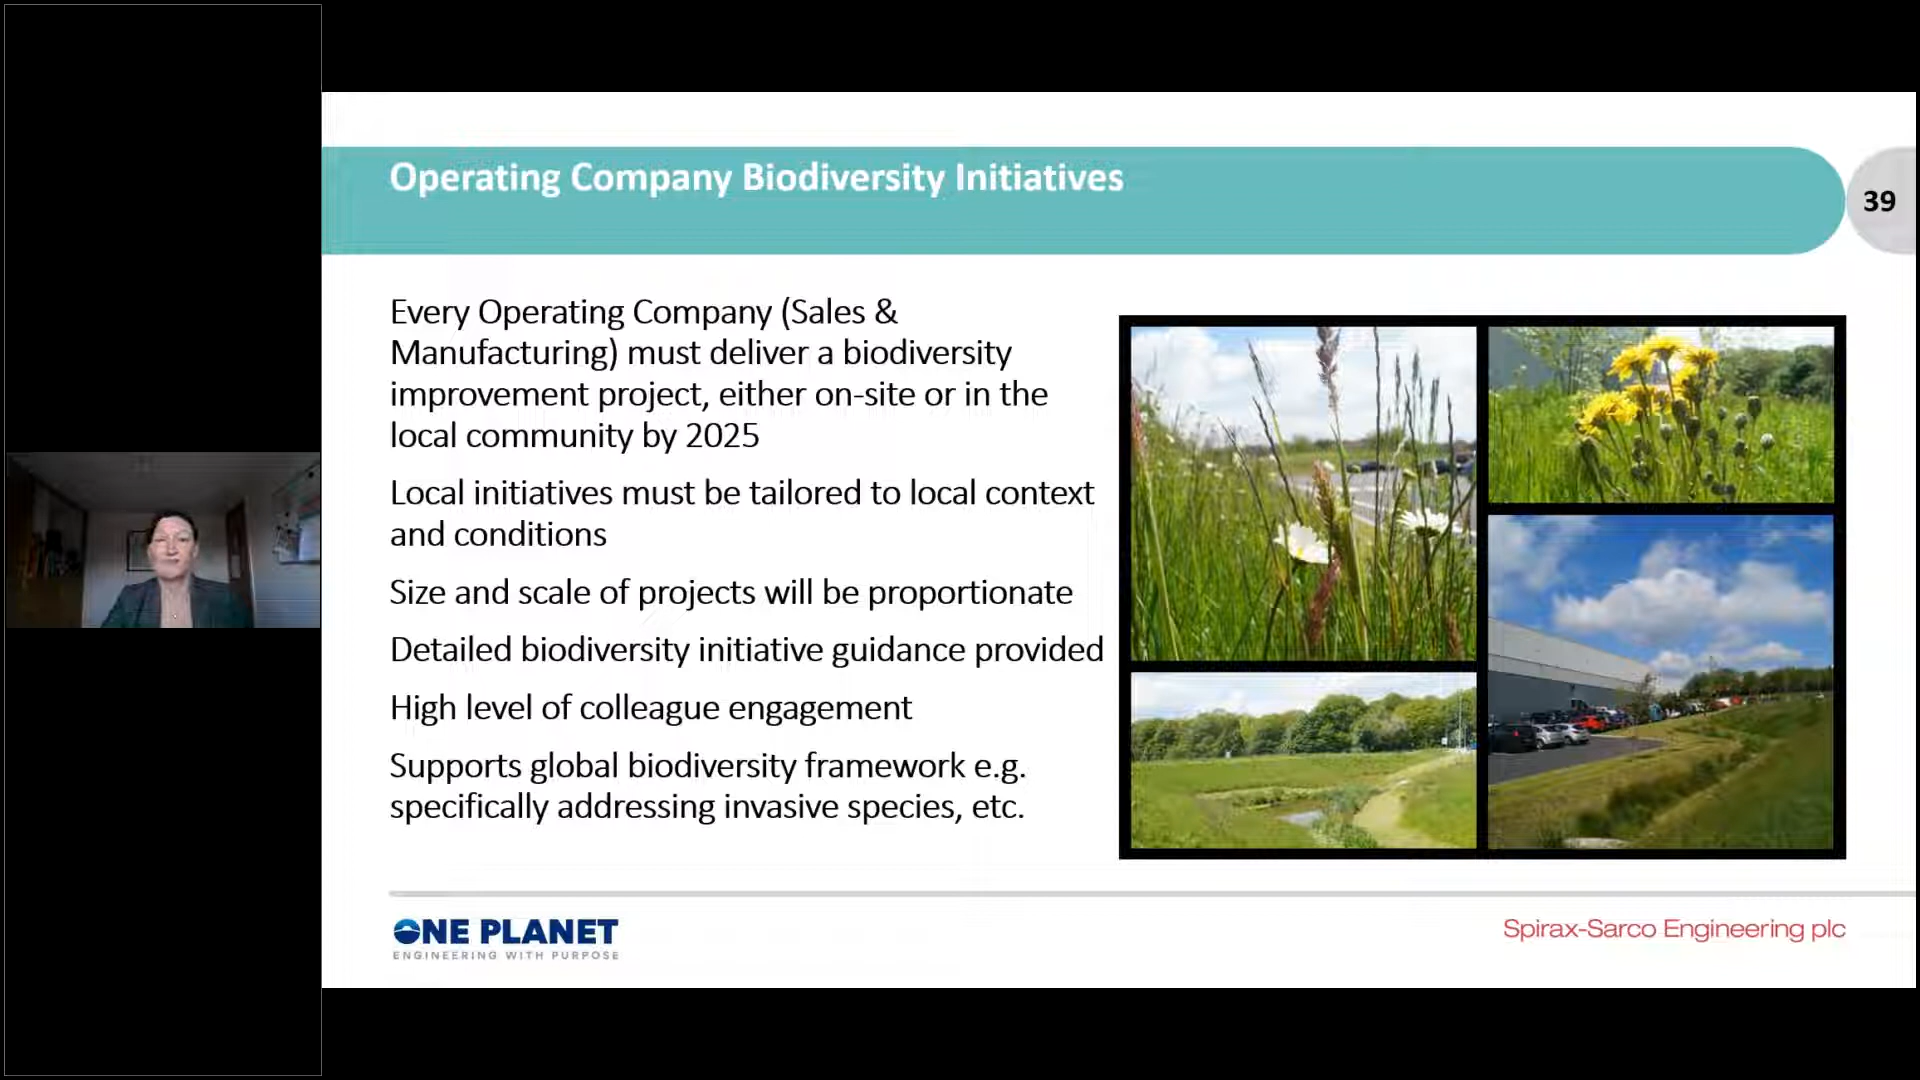 Operating Company Biodiversity Initiatives
39
Every Operating Company (Sales &
Manufacturing) must deliver a biodiversity
improvement project, either on-site or in the
local community by 2025
Local initiatives must be tailored to local context
and conditions
Size and scale of projects will be proportionate
Detailed biodiversity initiative guidance provided
High level of colleague engagement
Supports global biodiversity framework e.g.
specifically addressing invasive species, etc.
ONE PLANET
ENGINEERING WITH PURPOSE
Spirax-Sarco Engineering plc